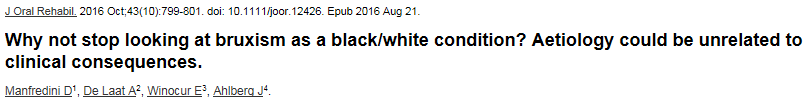 J Oral Rehabil. 2016 Oct;43(10):799-801. doi: 10.1111/joor.12426. Epub 2016 Aug 21.
Why not stop looking at bruxism as a black/white condition? Aetiology could be unrelated to
clinical consequences.
Manfredini D1, De Laat A2, Winocur E3, Ahlberg J4.